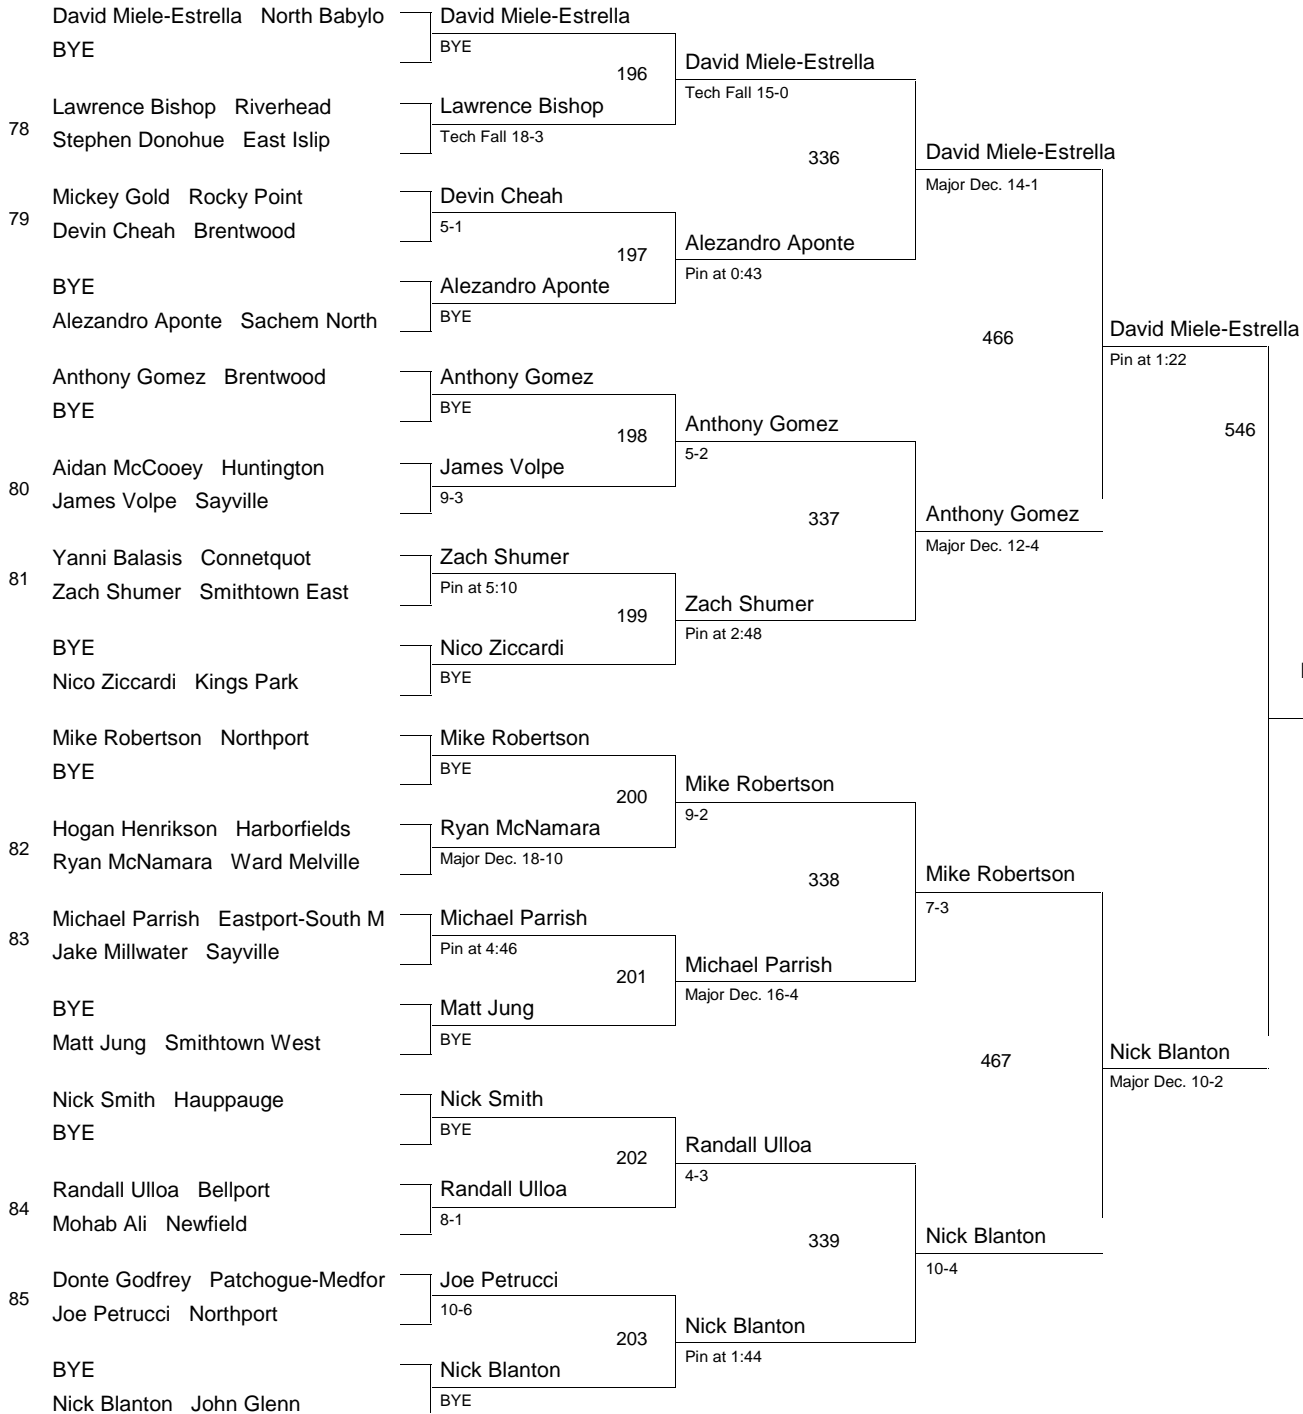 David Miele-Estrella North Babylo
BYE
78
Lawrence Bishop Riverhead
Stephen Donohue East Islip
79
Mickey Gold Rocky Point
Devin Cheah Brentwood
BYE
Alezandro Aponte Sachem North
Anthony Gomez Brentwood
BYE
80
Aidan McCooey Huntington
James Volpe Sayville
81
Yanni Balasis Connetquot
Zach Shumer Smithtown East
BYE
Nico Ziccardi Kings Park
Mike Robertson Northport
BYE
82
Hogan Henrikson Harborfields
Ryan McNamara Ward Melville
83
Michael Parrish Eastport-South M
Jake Millwater Sayville
BYE
Matt Jung Smithtown West
Nick Smith Hauppauge
BYE
84
Randall Ulloa Bellport
Mohab Ali Newfield
85
Donte Godfrey Patchogue-Medfor
Joe Petrucci Northport
BYE
Nick Blanton John Glenn
David Miele-Estrella
BYE
196
Lawrence Bishop
Tech Fall 18-3
Devin Cheah
5-1
197
Alezandro Aponte
BYE
Anthony Gomez
BYE
198
James Volpe
9-3
Zach Shumer
Pin at 5:10
199
Nico Ziccardi
BYE
Mike Robertson
BYE
200
Ryan McNamara
Major Dec. 18-10
Michael Parrish
Pin at 4:46
201
Matt Jung
BYE
Nick Smith
BYE
202
Randall Ulloa
8-1
Joe Petrucci
10-6
203
Nick Blanton
BYE
David Miele-Estrella
Tech Fall 15-0
336
Alezandro Aponte
Pin at 0:43
Anthony Gomez
5-2
337
Zach Shumer
Pin at 2:48
Mike Robertson
9-2
338
Michael Parrish
Major Dec. 16-4
Randall Ulloa
4-3
339
Nick Blanton
Pin at 1:44
David Miele-Estrella
Major Dec. 14-1
466
Anthony Gomez
Major Dec. 12-4
Mike Robertson
7-3
467
Nick Blanton
10-4
David Miele-Estrella
Pin at 1:22
546
Nick Blanton
Major Dec. 10-2